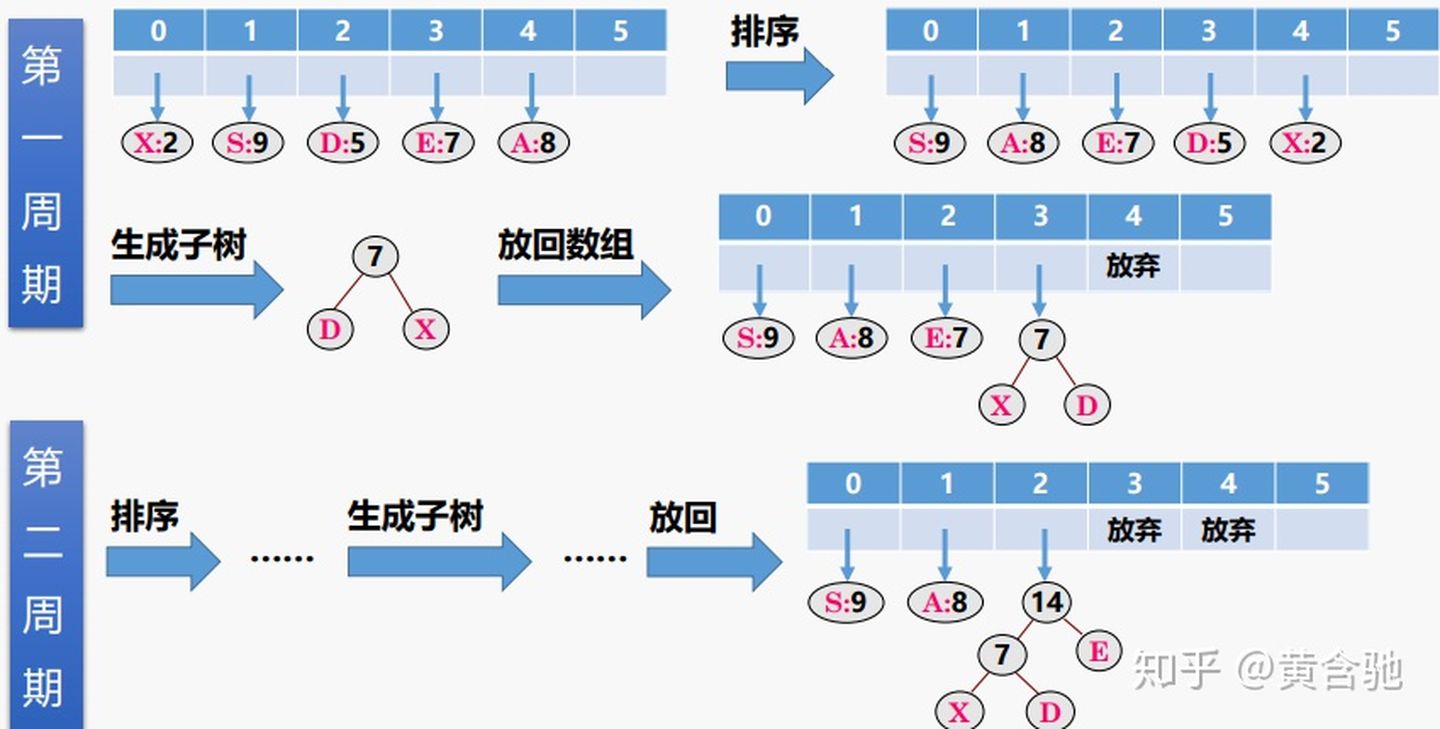 第一周期
0 1 2 3 4 5
X:2 S:9 D:5 E:7 A:8
排序
0 1 2 3 4 5
S:9 A:8 E:7 D:5 X:2
生成子树
7
D X
放回数组
0 1 2 3 4 5
放弃
S:9 A:8 E:7 7
X D
第二周期
排序
……
生成子树
……
放回
0 1 2 3 4 5
放弃 放弃
S:9 A:8 14
7 E
X D
知乎 @黄含驰